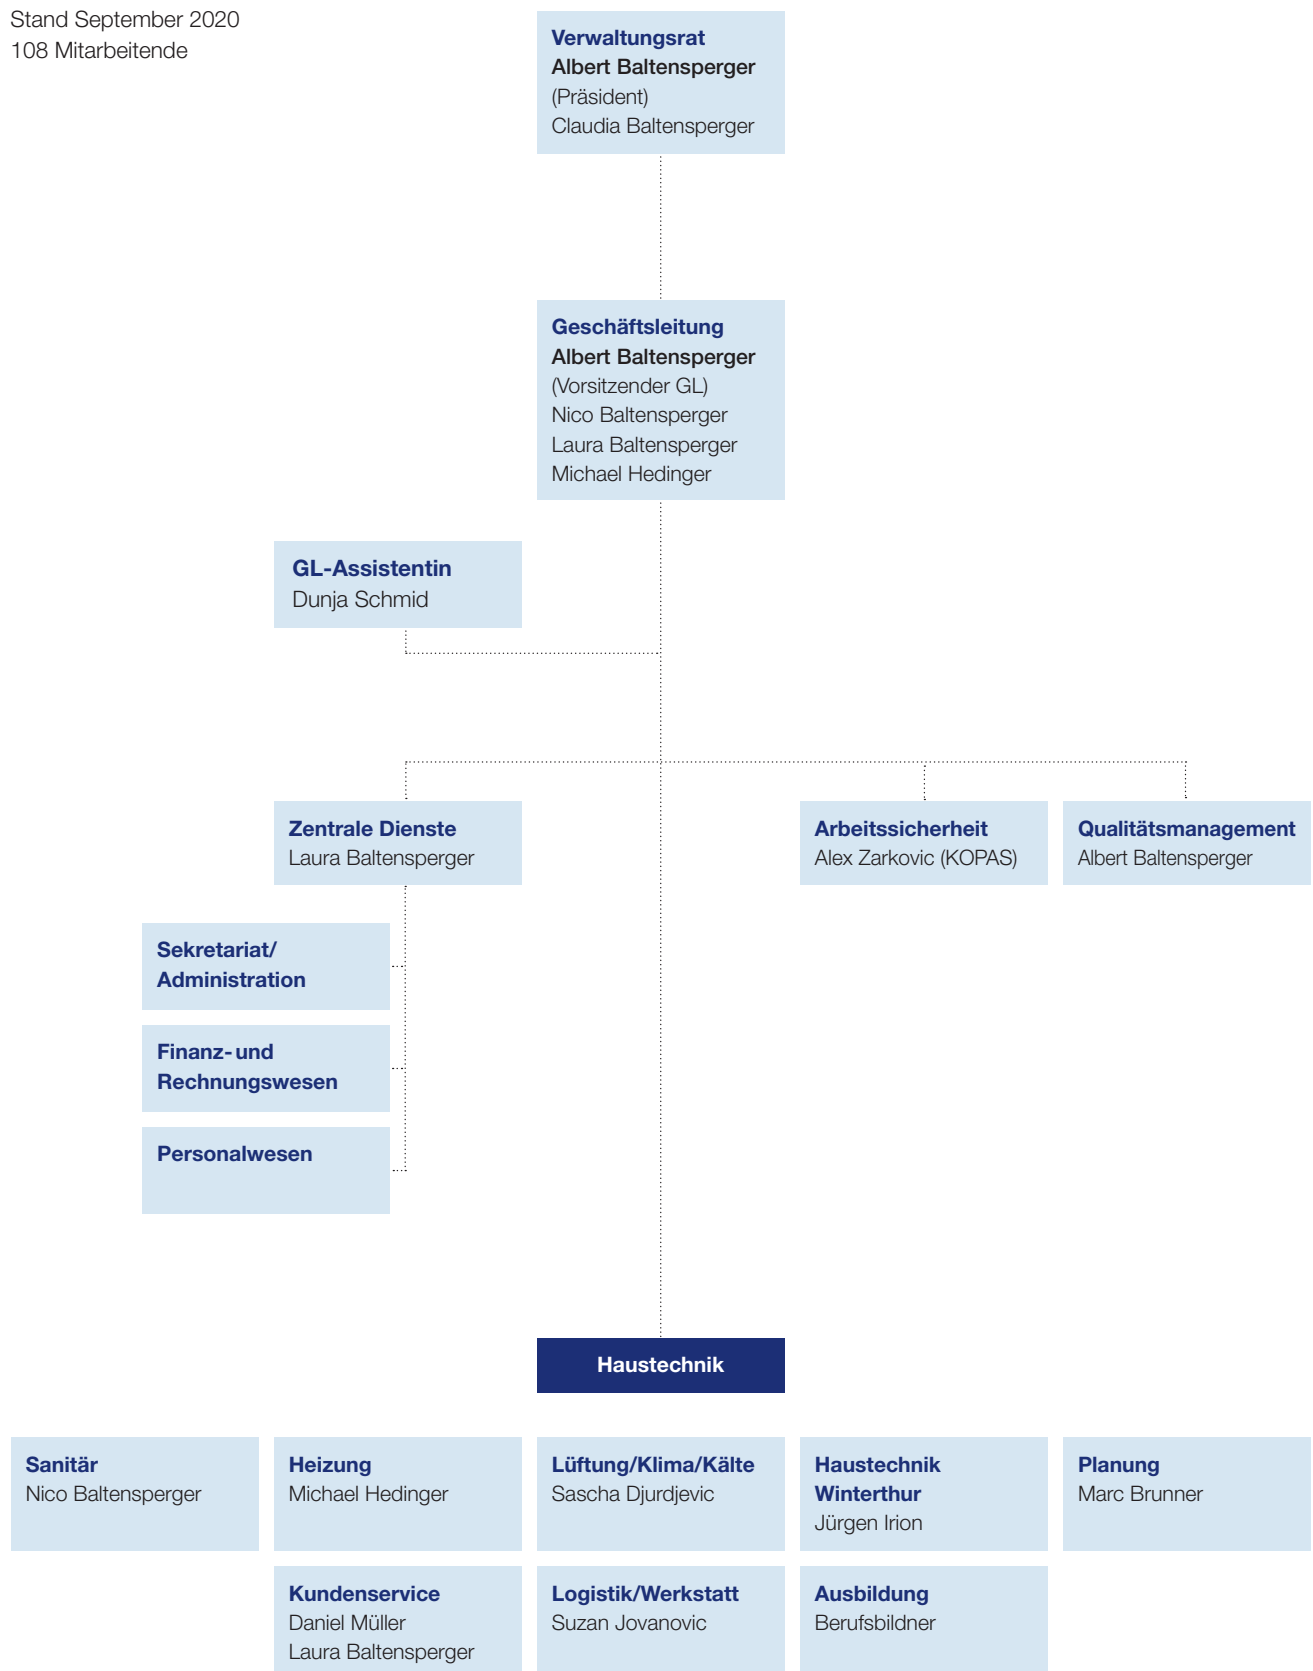 Stand September 2020
108 Mitarbeitende
Verwaltungsrat
Albert Baltensperger
(Präsident)
Claudia Baltensperger
Geschäftsleitung
Albert Baltensperger
(Vorsitzender GL)
Nico Baltensperger
Laura Baltensperger
Michael Hedinger
GL-Assistentin
Dunja Schmid
Zentrale Dienste
Laura Baltensperger
Arbeitssicherheit
Alex Zarkovic (KOPAS)
Qualitätsmanagement
Albert Baltensperger
Sekretariat/
Administration
Finanz- und
Rechnungswesen
Personalwesen
Haustechnik
Sanitär
Nico Baltensperger
Heizung
Michael Hedinger
Lüftung/Klima/Kälte
Sascha Djurdjevic
Haustechnik
Winterthur
Jürgen Irion
Planung
Marc Brunner
Kundenservice
Daniel Müller
Laura Baltensperger
Logistik/Werkstatt
Suzan Jovanovic
Ausbildung
Berufsbildner